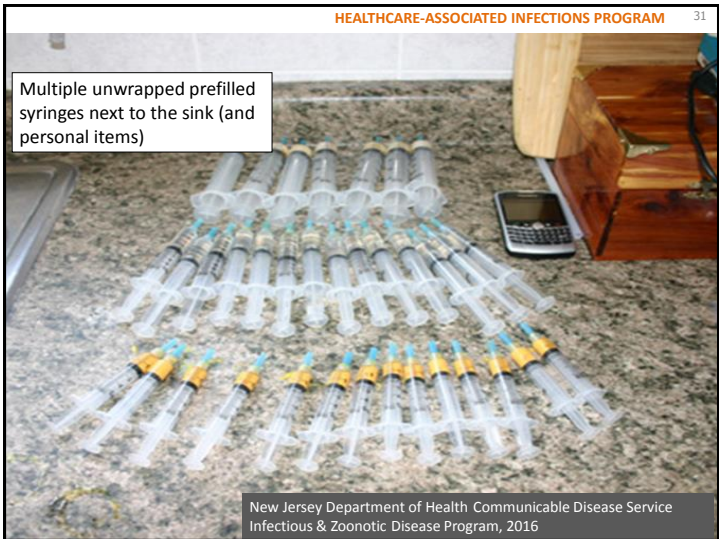 HEALTHCARE-ASSOCIATED INFECTIONS PROGRAM 31
Multiple unwrapped prefilled
syringes next to the sink (and
personal items)
New Jersey Department of Health Communicable Disease Service
Infectious & Zoonotic Disease Program, 2016